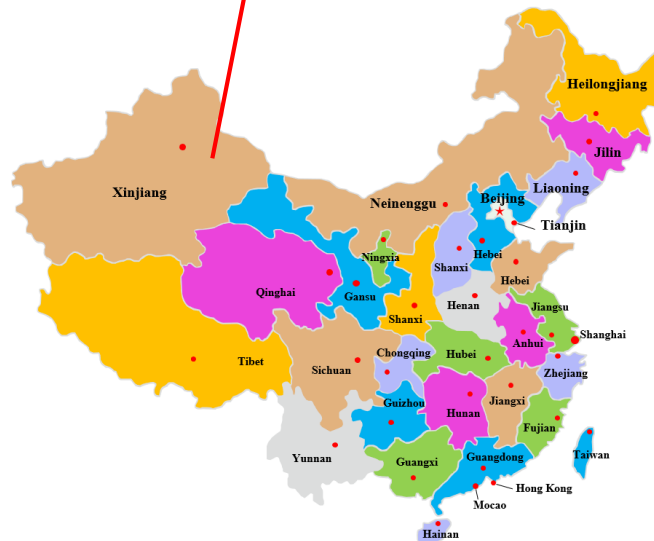 Heilongjiang
Jilin
Liaoning
Xinjiang
Neinenggu
Beijing
Tianjin
Ningxia
Shanxi
Hebei
Hebei
Qinghai
Gansu
Henan
Jiangsu
Shanxi
Anhui
Shanghai
Tibet
Sichuan
Chongqing
Hubei
Zhejiang
Guizhou
Hunan
Jiangxi
Fujian
Yunnan
Guangxi
Guangdong
Taiwan
Hong Kong
Mocao
Hainan